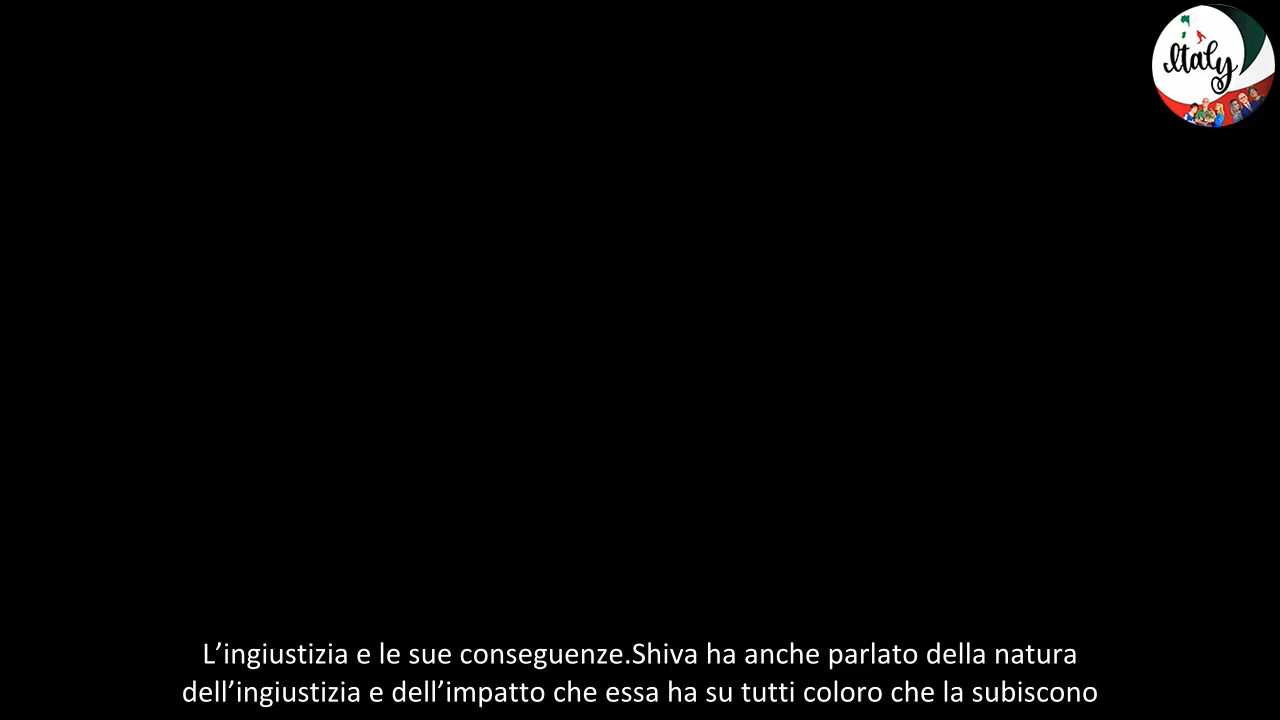 Italy
L’ingiustizia e le sue conseguenze.Shiva ha anche parlato della natura
dell’ingiustizia e dell’impatto che essa ha su tutti coloro che la subiscono